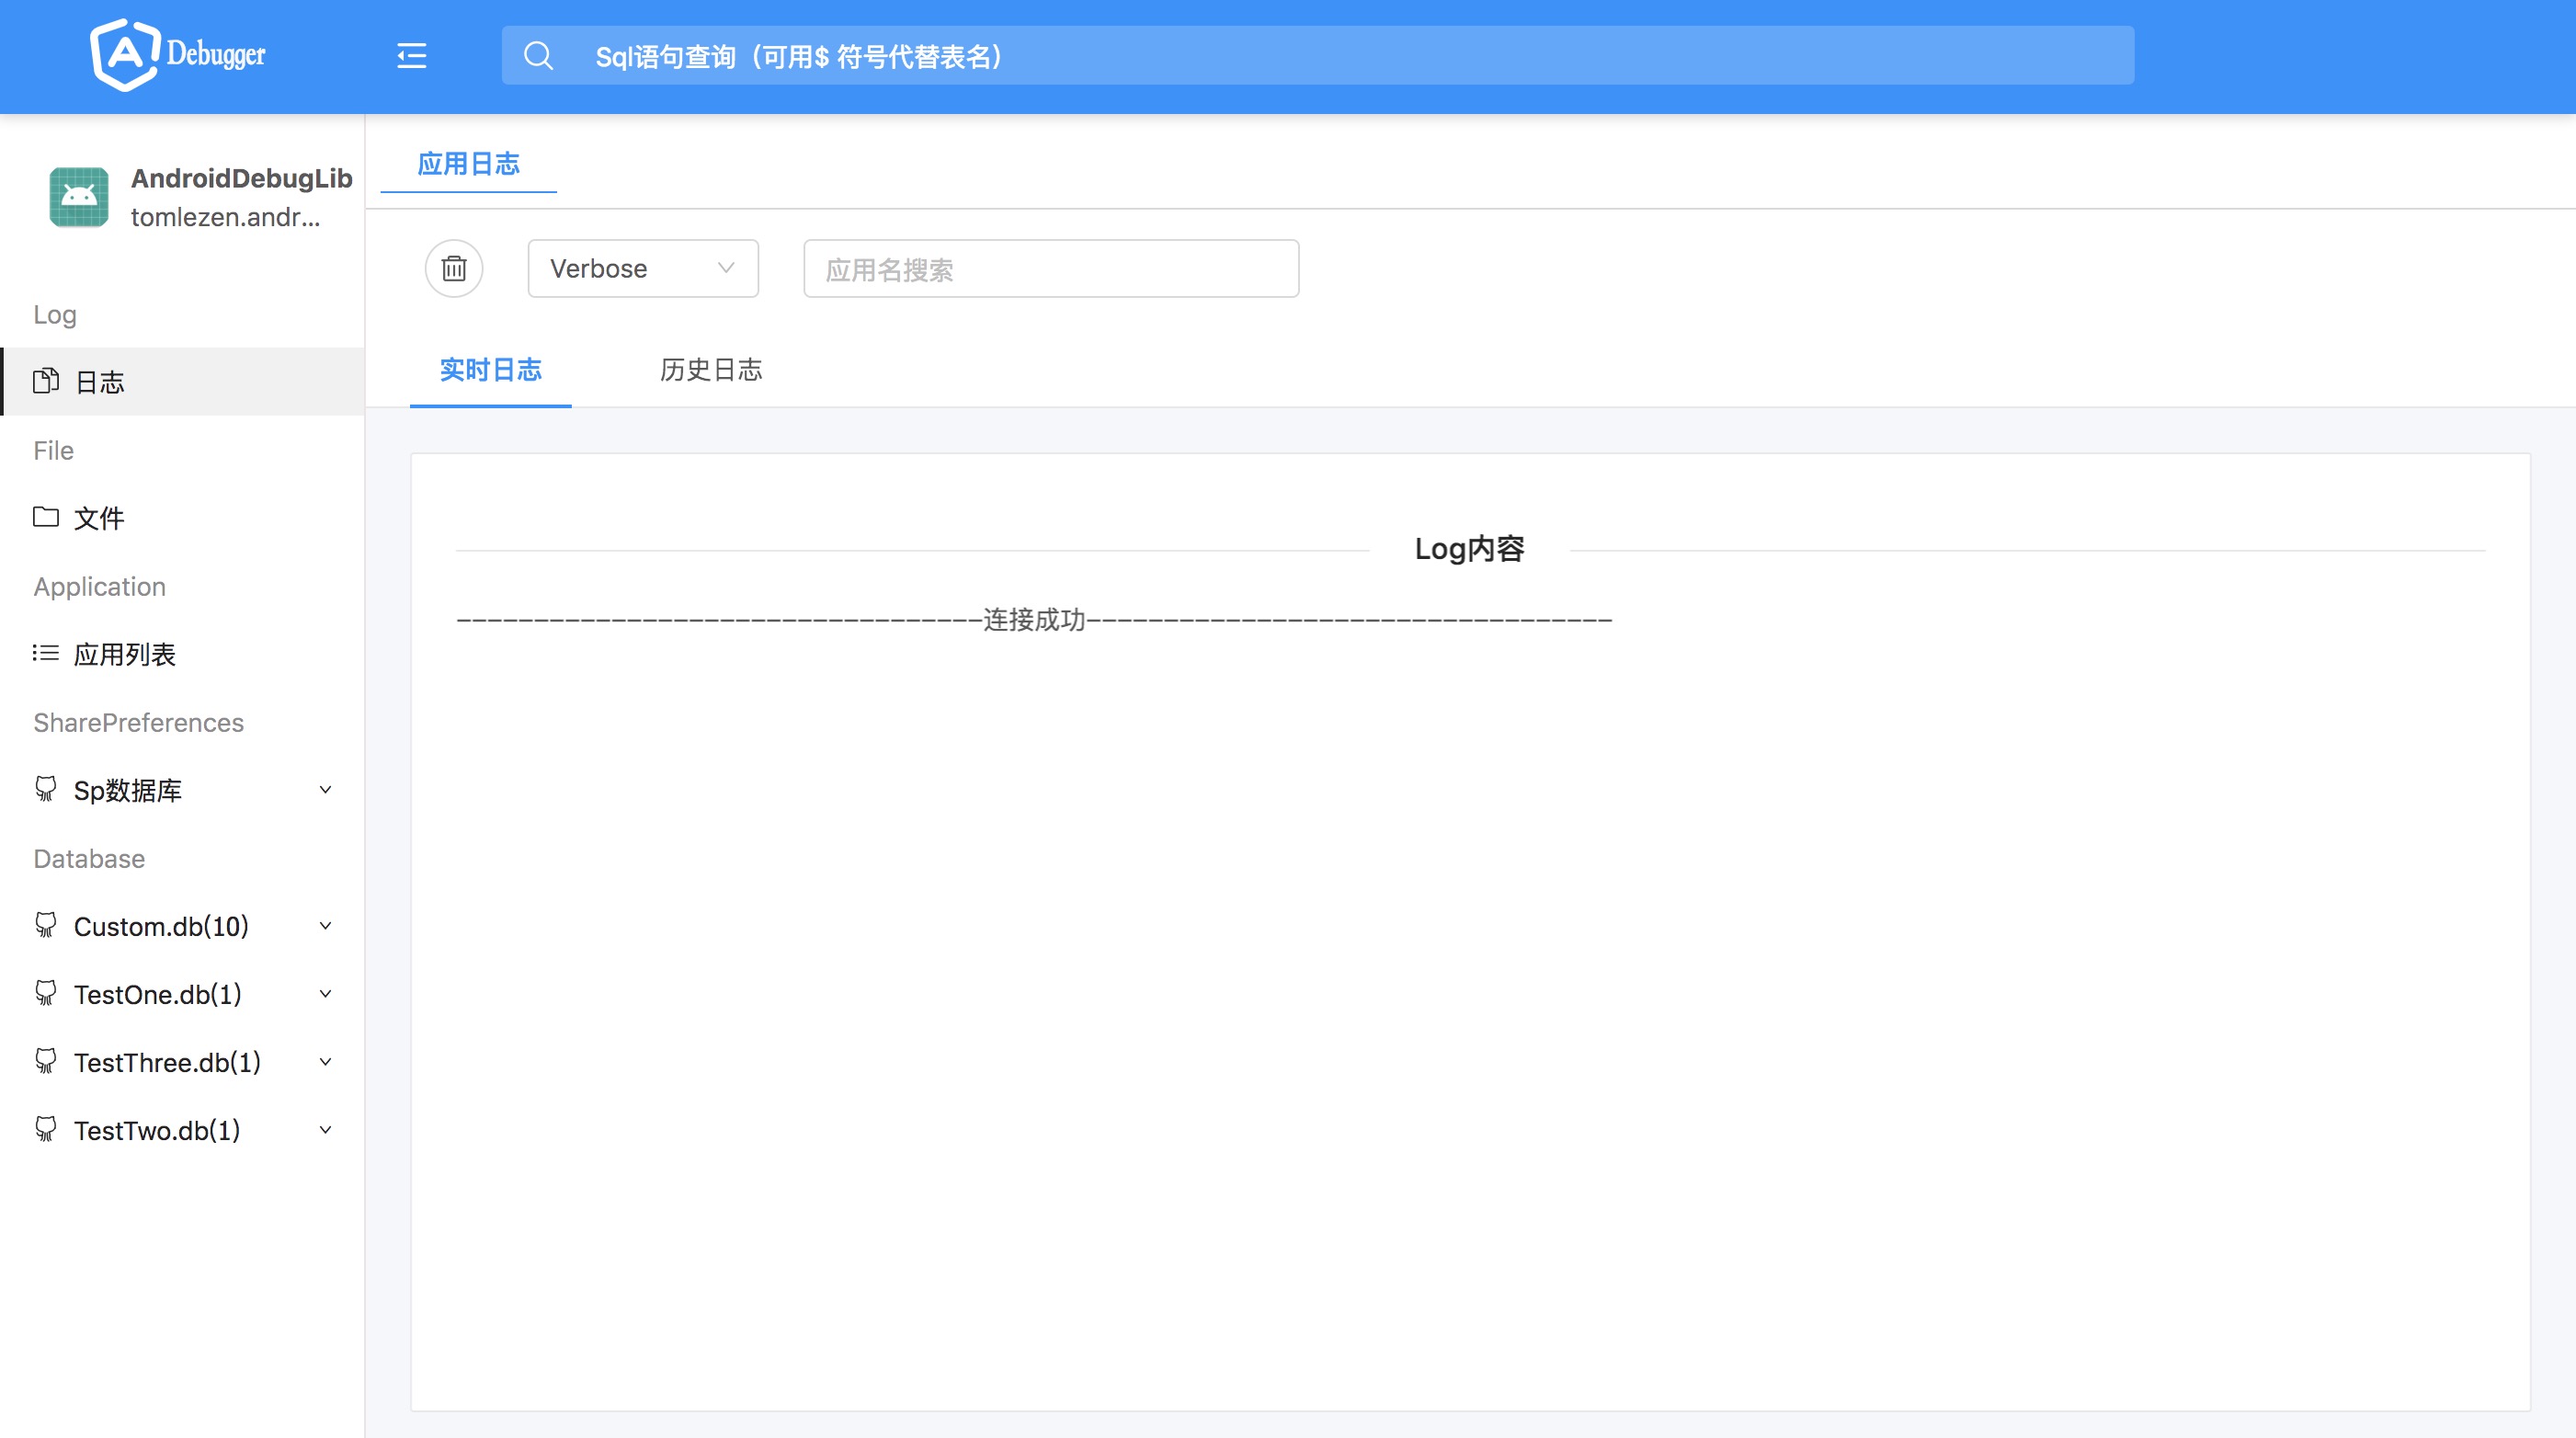 Debugger
Sql语句查询（可用$ 符号代替表名）
AndroidDebugLib
tomlezen.andr...
Log
日志
File
文件
Application
应用列表
SharePreferences
Sp数据库
Database
Custom.db(10)
TestOne.db(1)
TestThree.db(1)
TestTwo.db(1)
应用日志
Verbose
应用名搜索
实时日志 历史日志
Log内容
----------------------------------连接成功----------------------------------